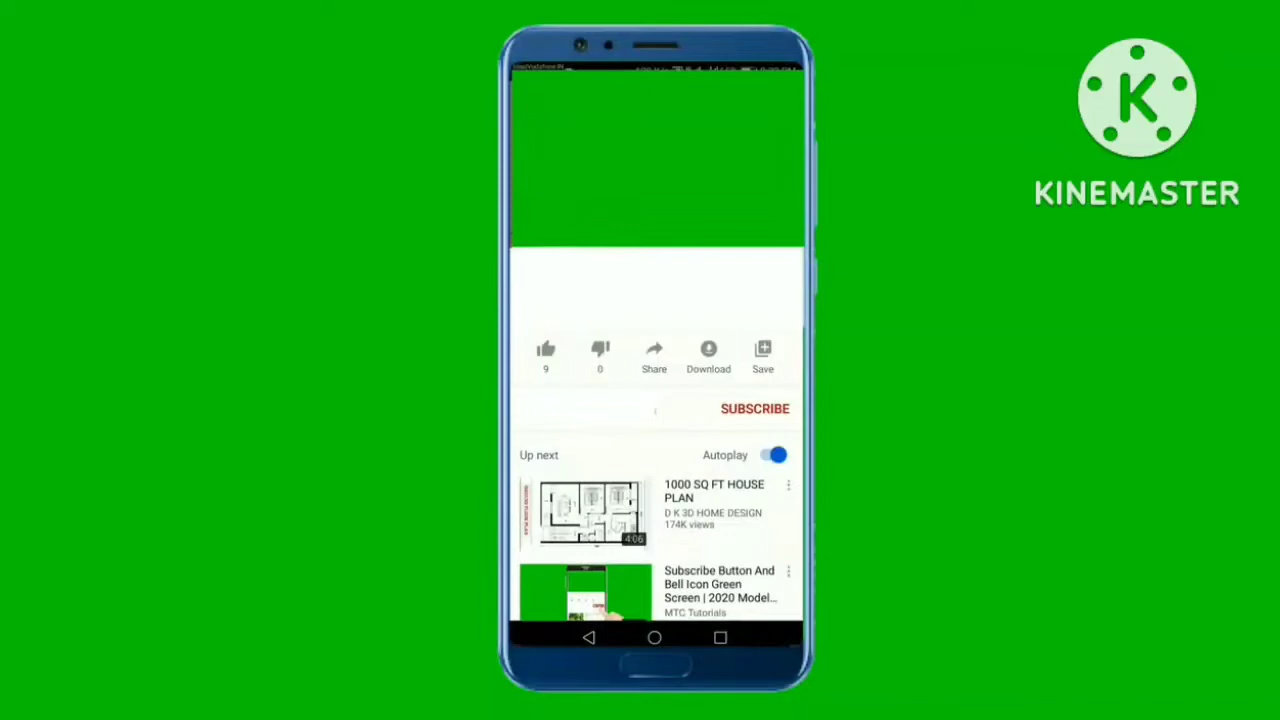 KINEMASTER
9
0
Share
Download
Save
SUBSCRIBE
Up next
Autoplay
1000 SQ FT HOUSE
PLAN
D K 3D HOME DESIGN
174K views
4:06
Subscribe Button And
Bell Icon Green
Screen | 2020 Model...
MTC Tutorials